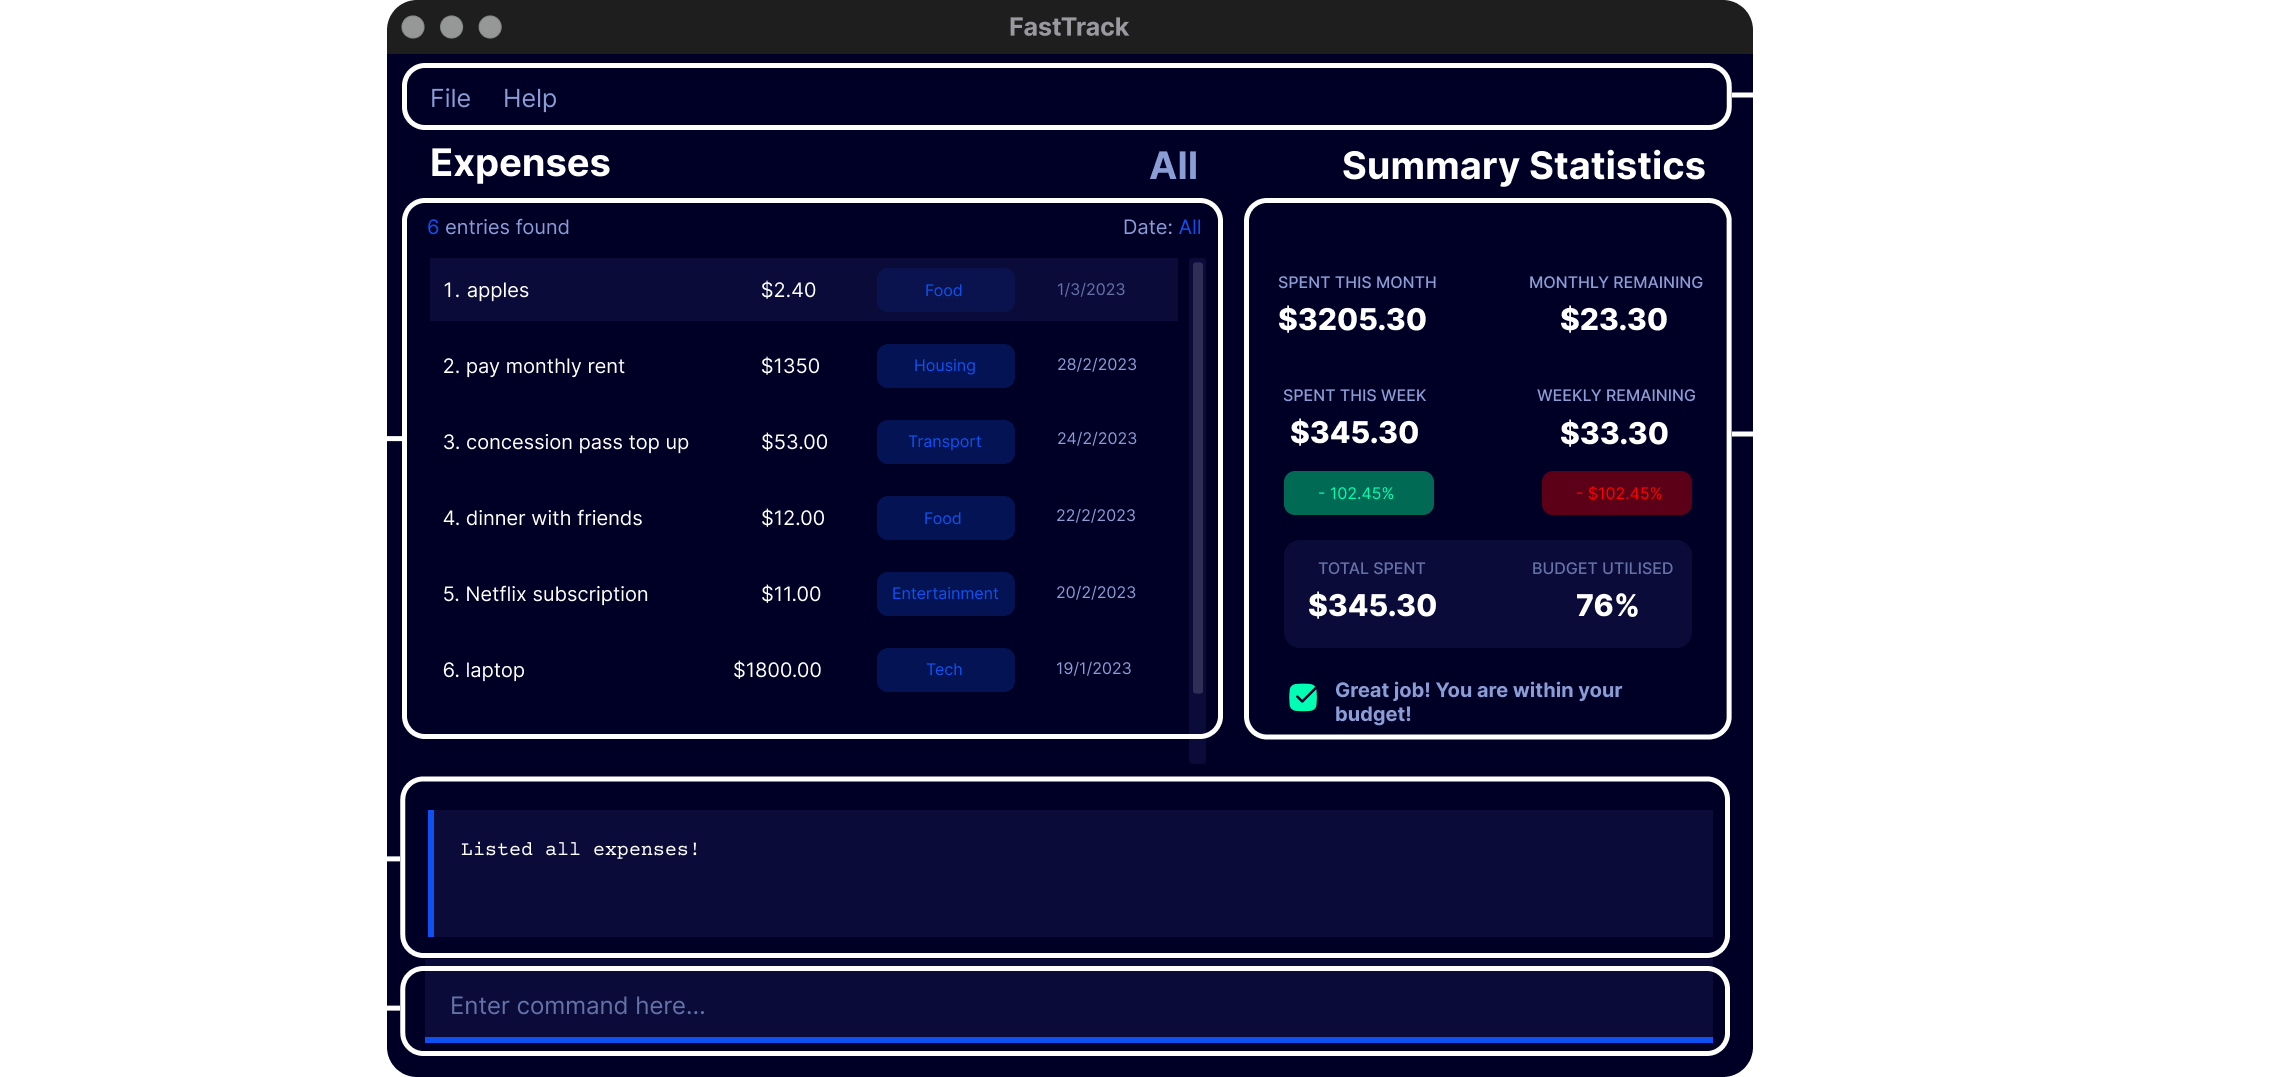 FastTrack
File Help
Expenses All
6 entries found Date: All
1. apples $2.40 Food 1/3/2023
2. pay monthly rent $1350 Housing 28/2/2023
3. concession pass top up $53.00 Transport 24/2/2023
4. dinner with friends $12.00 Food 22/2/2023
5. Netflix subscription $11.00 Entertainment 20/2/2023
6. laptop $1800.00 Tech 19/1/2023
Summary Statistics
SPENT THIS MONTH MONTHLY REMAINING
$3205.30 $23.30
SPENT THIS WEEK WEEKLY REMAINING
$345.30 $33.30
- 102.45% - $102.45%
TOTAL SPENT BUDGET UTILISED
$345.30 76%
Great job! You are within your
budget!
Listed all expenses!
Enter command here...